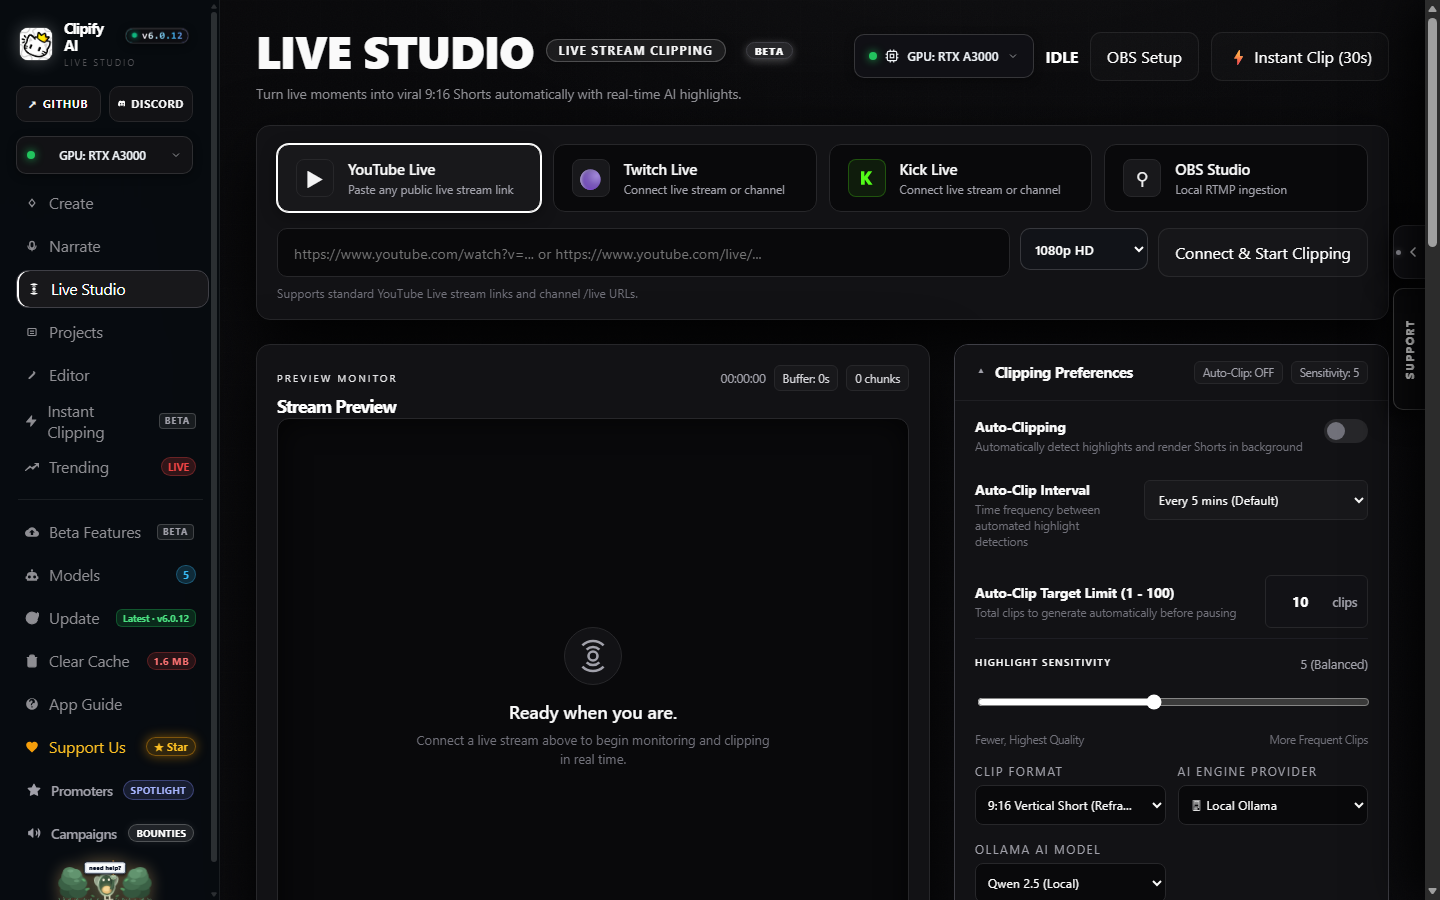 Clipify
AI
v6.0.12
LIVE STUDIO
GITHUB
DISCORD
GPU: RTX A3000
Create
Narrate
Live Studio
Projects
Editor
Instant
Clipping
BETA
Trending
LIVE
Beta Features
BETA
Models
5
Update
Latest · v6.0.12
Clear Cache
1.6 MB
App Guide
Support Us
★ Star
Promoters
SPOTLIGHT
Campaigns
BOUNTIES
need help?
LIVE STUDIO
LIVE STREAM CLIPPING
BETA
GPU: RTX A3000
IDLE
OBS Setup
Instant Clip (30s)
Turn live moments into viral 9:16 Shorts automatically with real-time AI highlights.
YouTube Live
Paste any public live stream link
Twitch Live
Connect live stream or channel
K
Kick Live
Connect live stream or channel
OBS Studio
Local RTMP ingestion
https://www.youtube.com/watch?v=... or https://www.youtube.com/live/...
1080p HD
Connect & Start Clipping
Supports standard YouTube Live stream links and channel /live URLs.
SUPPORT
PREVIEW MONITOR
00:00:00
Buffer: 0s
0 chunks
Stream Preview
Ready when you are.
Connect a live stream above to begin monitoring and clipping
in real time.
Clipping Preferences
Auto-Clip: OFF
Sensitivity: 5
Auto-Clipping
Automatically detect highlights and render Shorts in background
Auto-Clip Interval
Time frequency between
automated highlight
detections
Every 5 mins (Default)
Auto-Clip Target Limit (1 - 100)
Total clips to generate automatically before pausing
10
clips
HIGHLIGHT SENSITIVITY
5 (Balanced)
Fewer, Highest Quality
More Frequent Clips
CLIP FORMAT
AI ENGINE PROVIDER
9:16 Vertical Short (Refra...
Local Ollama
OLLAMA AI MODEL
Qwen 2.5 (Local)